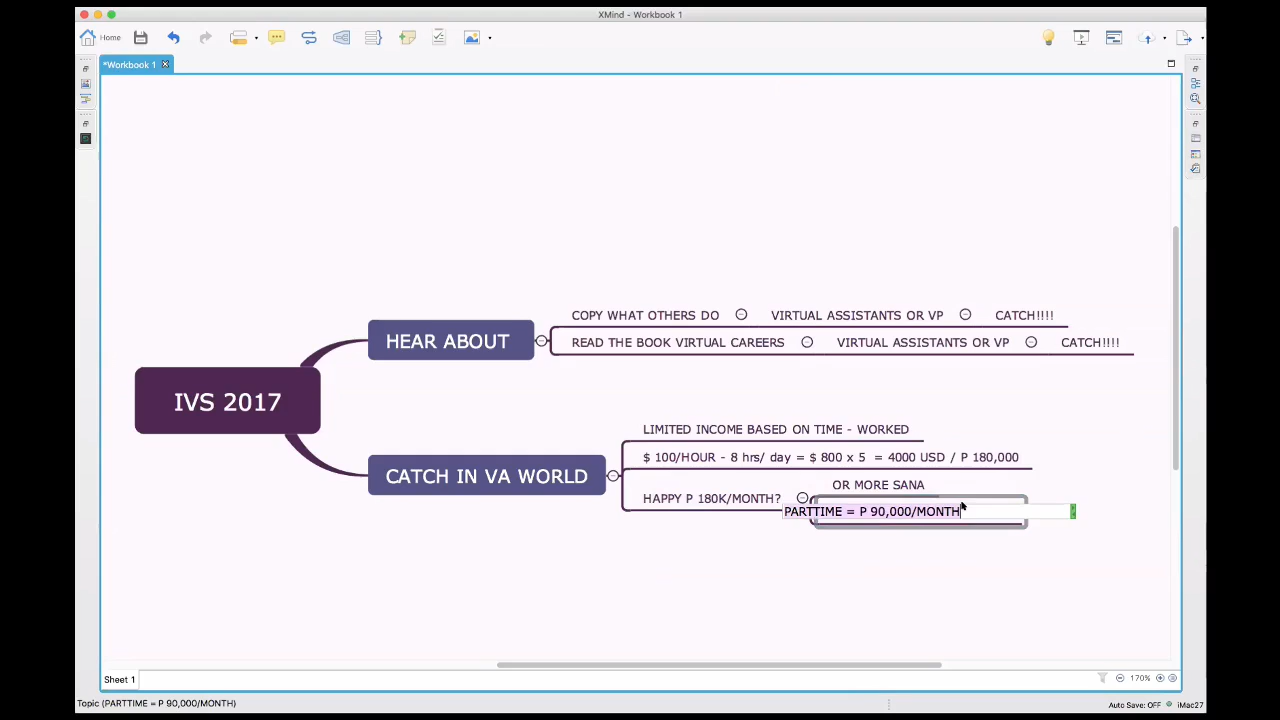 XMind - Workbook 1
Home
*Workbook 1
COPY WHAT OTHERS DO VIRTUAL ASSISTANTS OR VP CATCH!!!!
HEAR ABOUT
READ THE BOOK VIRTUAL CAREERS VIRTUAL ASSISTANTS OR VP CATCH!!!!
IVS 2017
LIMITED INCOME BASED ON TIME - WORKED
$ 100/HOUR - 8 hrs/ day = $ 800 x 5 = 4000 USD / P 180,000
CATCH IN VA WORLD
OR MORE SANA
HAPPY P 180K/MONTH?
PARTTIME = P 90,000/MONTH
Sheet 1
170%
Topic (PARTTIME = P 90,000/MONTH)
Auto Save: OFF iMac27